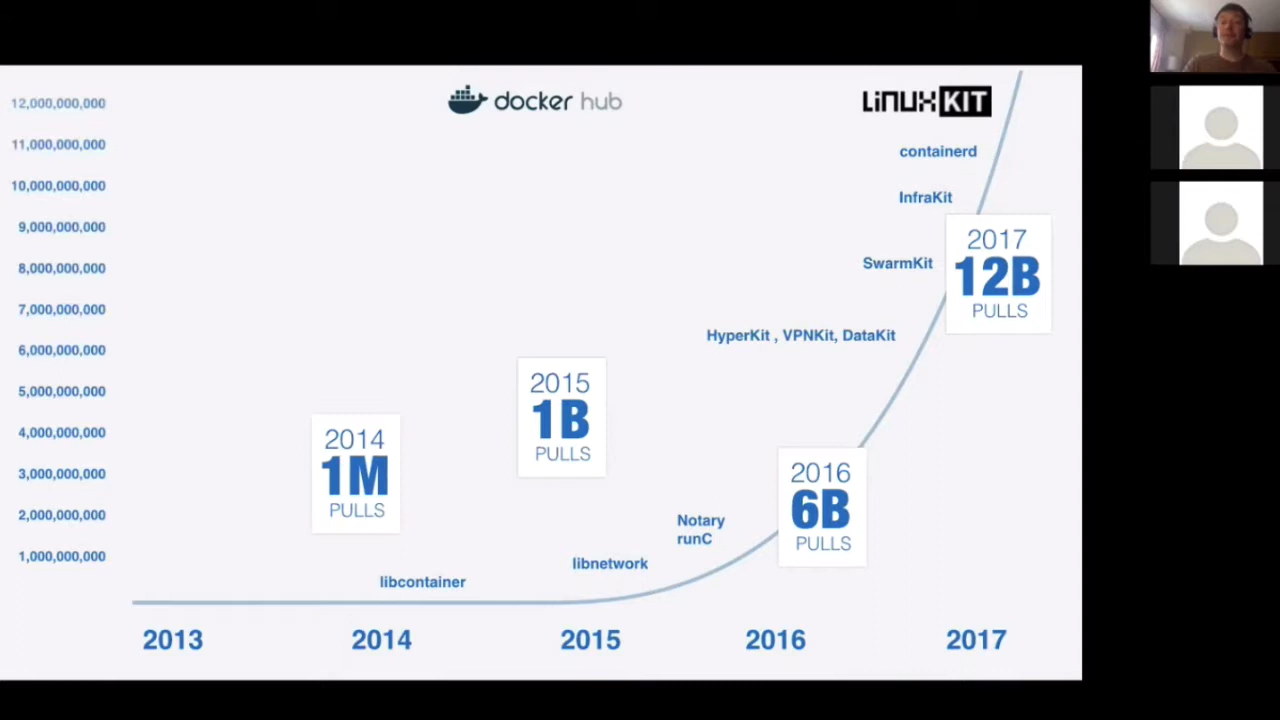 docker hub
LinuxKIT
12,000,000,000
11,000,000,000
10,000,000,000
9,000,000,000
8,000,000,000
7,000,000,000
6,000,000,000
5,000,000,000
4,000,000,000
3,000,000,000
2,000,000,000
1,000,000,000
containerd
InfraKit
2017
12B
PULLS
SwarmKit
HyperKit , VPNKit, DataKit
2015
1B
PULLS
2014
1M
PULLS
2016
6B
PULLS
Notary
runC
libnetwork
libcontainer
2013
2014
2015
2016
2017